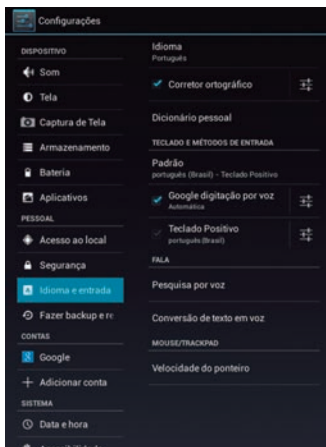 Configurações
DISPOSITIVO
Som
Tela
Captura de Tela
Armazenamento
Bateria
Aplicativos
PESSOAL
Acesso ao local
Segurança
Idioma e entrada
Fazer backup e re
CONTAS
Google
Adicionar conta
SISTEMA
Data e hora
Idioma
Português
Corretor ortográfico
Dicionário pessoal
TECLADO E MÉTODOS DE ENTRADA
Padrão
português (Brasil) - Teclado Positivo
Google digitação por voz
Automática
Teclado Positivo
português (Brasil)
FALA
Pesquisa por voz
Conversão de texto em voz
MOUSE/TRACKPAD
Velocidade do ponteiro